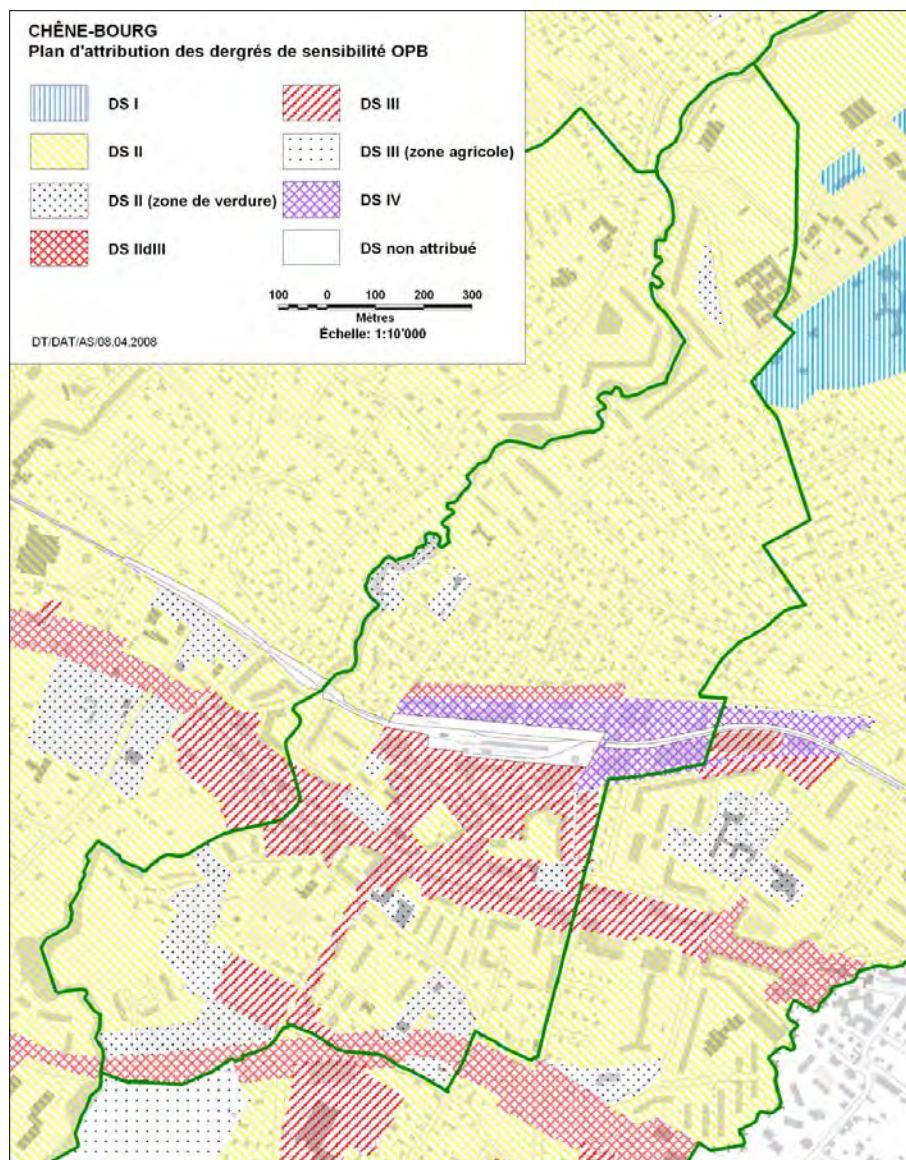 CHÊNE-BOURG
Plan d'attribution des dergrés de sensibilité OPB
DS I
DS II
DS II (zone de verdure)
DS IIdIII
DS III
DS III (zone agricole)
DS IV
DS non attribué
100 0 100 200 300
Mètres
Échelle: 1:10'000
DT/DAT/AS/08.04.2008